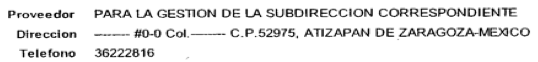 Proveedor PARA LA GESTION DE LA SUBDIRECCION CORRESPONDIENTE
Direccion -------- #0-0 Col.-------- C.P.52975, ATIZAPAN DE ZARAGOZA-MEXICO
Telefono 36222816